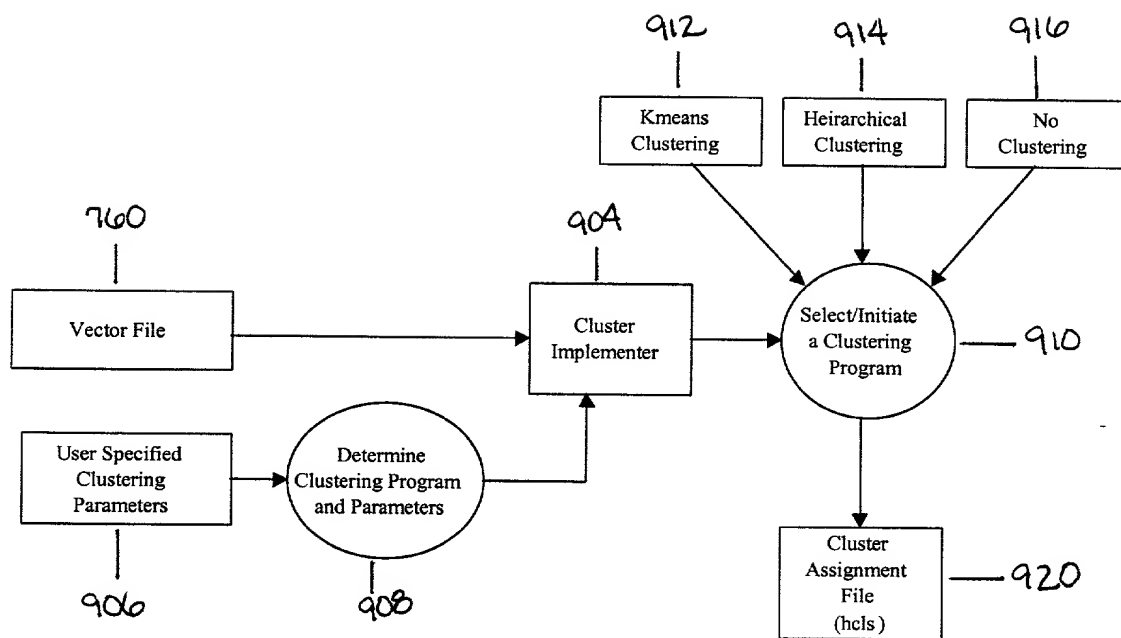 912
914
916
Kmeans
Clustering
Heirarchical
Clustering
No
Clustering
760
904
Vector File
Cluster
Implementer
Select/Initiate
a Clustering
Program
910
User Specified
Clustering
Parameters
Determine
Clustering Program
and Parameters
906
908
Cluster
Assignment
File
(hcls)
920